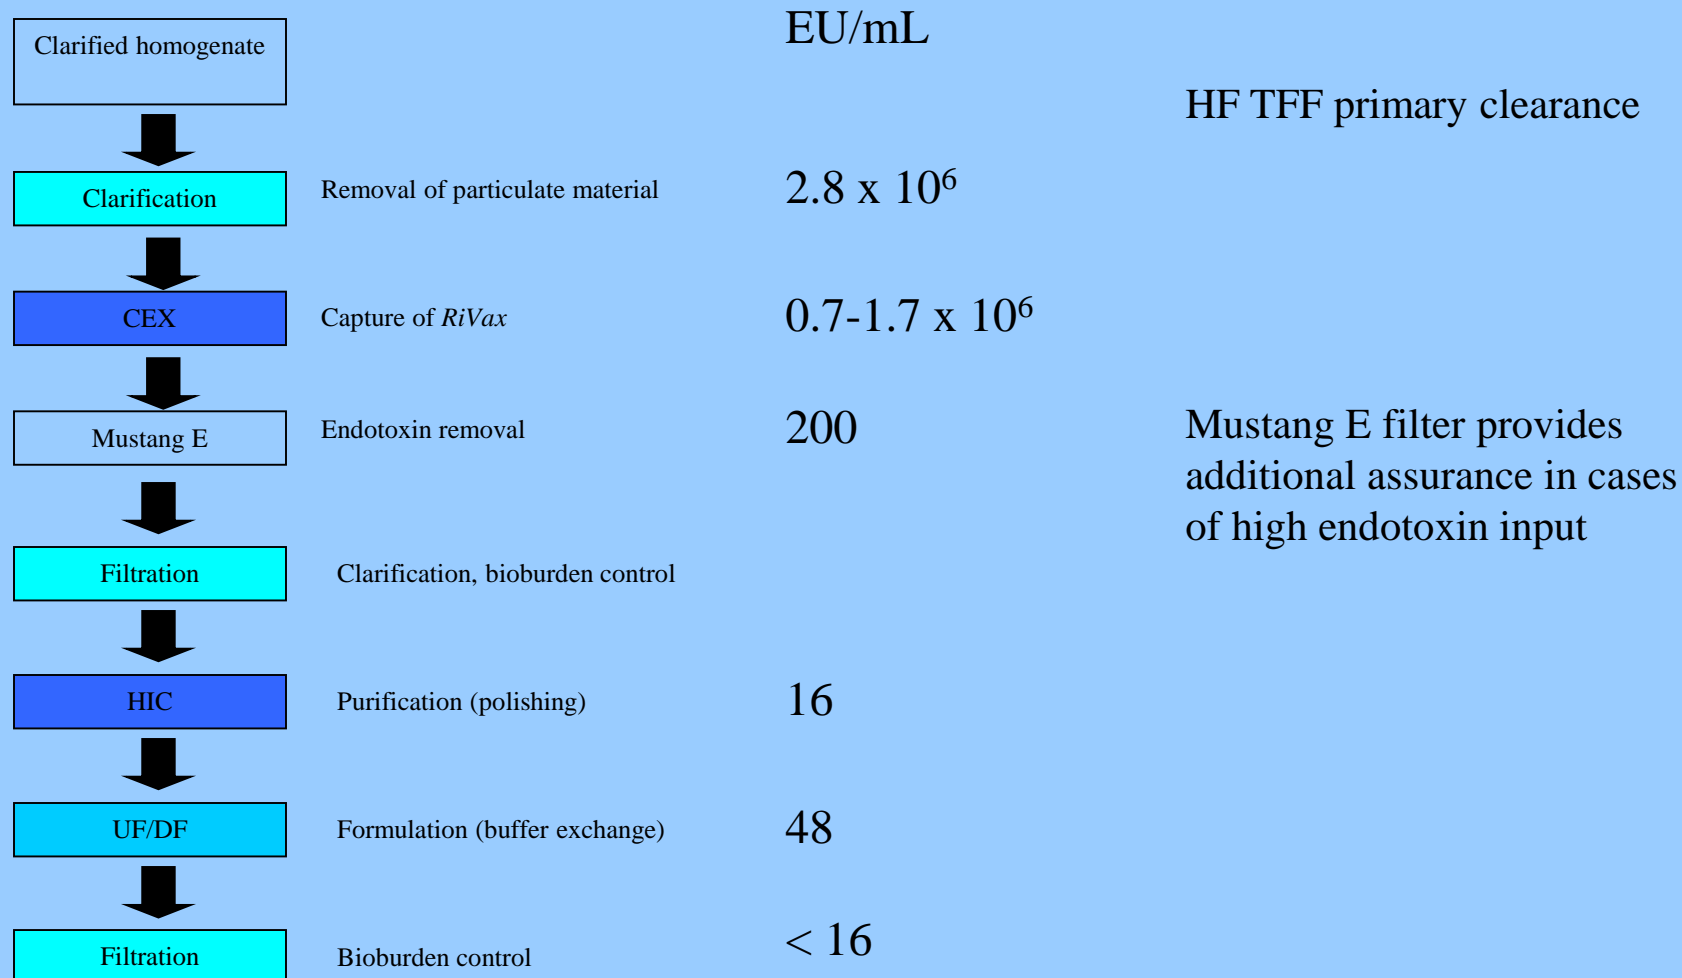 EU/mL
Clarified homogenate
HF TFF primary clearance
Clarification
Removal of particulate material
2.8 x 10⁶
CEX
Capture of RiVax
0.7-1.7 x 10⁶
Mustang E
Endotoxin removal
200
Mustang E filter provides
additional assurance in cases
of high endotoxin input
Filtration
Clarification, bioburden control
HIC
Purification (polishing)
16
UF/DF
Formulation (buffer exchange)
48
Filtration
Bioburden control
< 16